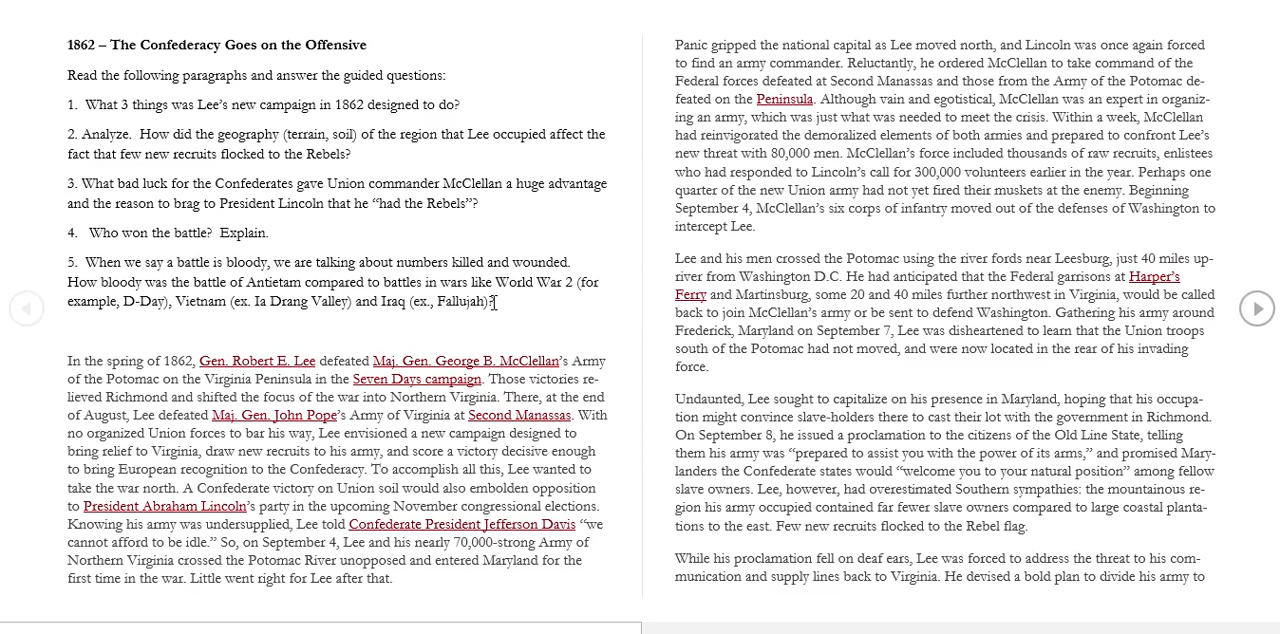 1862 – The Confederacy Goes on the Offensive
Read the following paragraphs and answer the guided questions:
1. What 3 things was Lee's new campaign in 1862 designed to do?
2. Analyze. How did the geography (terrain, soil) of the region that Lee occupied affect the
fact that few new recruits flocked to the Rebels?
3. What bad luck for the Confederates gave Union commander McClellan a huge advantage
and the reason to brag to President Lincoln that he “had the Rebels”?
4. Who won the battle? Explain.
5. When we say a battle is bloody, we are talking about numbers killed and wounded.
How bloody was the battle of Antietam compared to battles in wars like World War 2 (for
example, D-Day), Vietnam (ex. Ia Drang Valley) and Iraq (ex., Fallujah)?
In the spring of 1862, Gen. Robert E. Lee defeated Maj. Gen. George B. McClellan's Army
of the Potomac on the Virginia Peninsula in the Seven Days campaign. Those victories re-
lieved Richmond and shifted the focus of the war into Northern Virginia. There, at the end
of August, Lee defeated Maj. Gen. John Pope's Army of Virginia at Second Manassas. With
no organized Union forces to bar his way, Lee envisioned a new campaign designed to
bring relief to Virginia, draw new recruits to his army, and score a victory decisive enough
to bring European recognition to the Confederacy. To accomplish all this, Lee wanted to
take the war north. A Confederate victory on Union soil would also embolden opposition
to President Abraham Lincoln's party in the upcoming November congressional elections.
Knowing his army was undersupplied, Lee told Confederate President Jefferson Davis “we
cannot afford to be idle.” So, on September 4, Lee and his nearly 70,000-strong Army of
Northern Virginia crossed the Potomac River unopposed and entered Maryland for the
first time in the war. Little went right for Lee after that.
Panic gripped the national capital as Lee moved north, and Lincoln was once again forced
to find an army commander. Reluctantly, he ordered McClellan to take command of the
Federal forces defeated at Second Manassas and those from the Army of the Potomac de-
feated on the Peninsula. Although vain and egotistical, McClellan was an expert in organiz-
ing an army, which was just what was needed to meet the crisis. Within a week, McClellan
had reinvigorated the demoralized elements of both armies and prepared to confront Lee's
new threat with 80,000 men. McClellan's force included thousands of raw recruits, enlistees
who had responded to Lincoln's call for 300,000 volunteers earlier in the year. Perhaps one
quarter of the new Union army had not yet fired their muskets at the enemy. Beginning
September 4, McClellan's six corps of infantry moved out of the defenses of Washington to
intercept Lee.
Lee and his men crossed the Potomac using the river fords near Leesburg, just 40 miles up-
river from Washington D.C. He had anticipated that the Federal garrisons at Harper's
Ferry and Martinsburg, some 20 and 40 miles further northwest in Virginia, would be called
back to join McClellan's army or be sent to defend Washington. Gathering his army around
Frederick, Maryland on September 7, Lee was disheartened to learn that the Union troops
south of the Potomac had not moved, and were now located in the rear of his invading
force.
Undaunted, Lee sought to capitalize on his presence in Maryland, hoping that his occupa-
tion might convince slave-holders there to cast their lot with the government in Richmond.
On September 8, he issued a proclamation to the citizens of the Old Line State, telling
them his army was “prepared to assist you with the power of its arms,” and promised Mary-
landers the Confederate states would “welcome you to your natural position” among fellow
slave owners. Lee, however, had overestimated Southern sympathies: the mountainous re-
gion his army occupied contained far fewer slave owners compared to large coastal planta-
tions to the east. Few new recruits flocked to the Rebel flag.
While his proclamation fell on deaf ears, Lee was forced to address the threat to his com-
munication and supply lines back to Virginia. He devised a bold plan to divide his army to